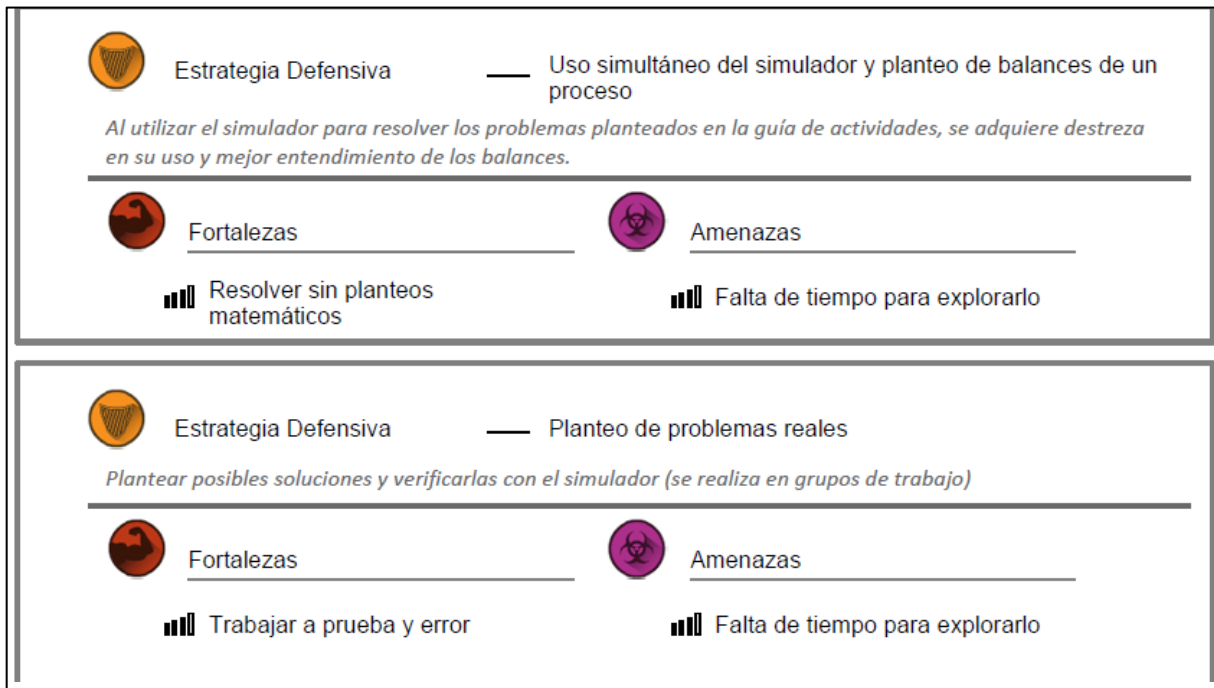 Estrategia Defensiva
Uso simultáneo del simulador y planteo de balances de un
proceso
Al utilizar el simulador para resolver los problemas planteados en la guía de actividades, se adquiere destreza
en su uso y mejor entendimiento de los balances.
Fortalezas
Amenazas
Resolver sin planteos
matemáticos
Falta de tiempo para explorarlo
Estrategia Defensiva
Planteo de problemas reales
Plantear posibles soluciones y verificarlas con el simulador (se realiza en grupos de trabajo)
Fortalezas
Amenazas
Trabajar a prueba y error
Falta de tiempo para explorarlo